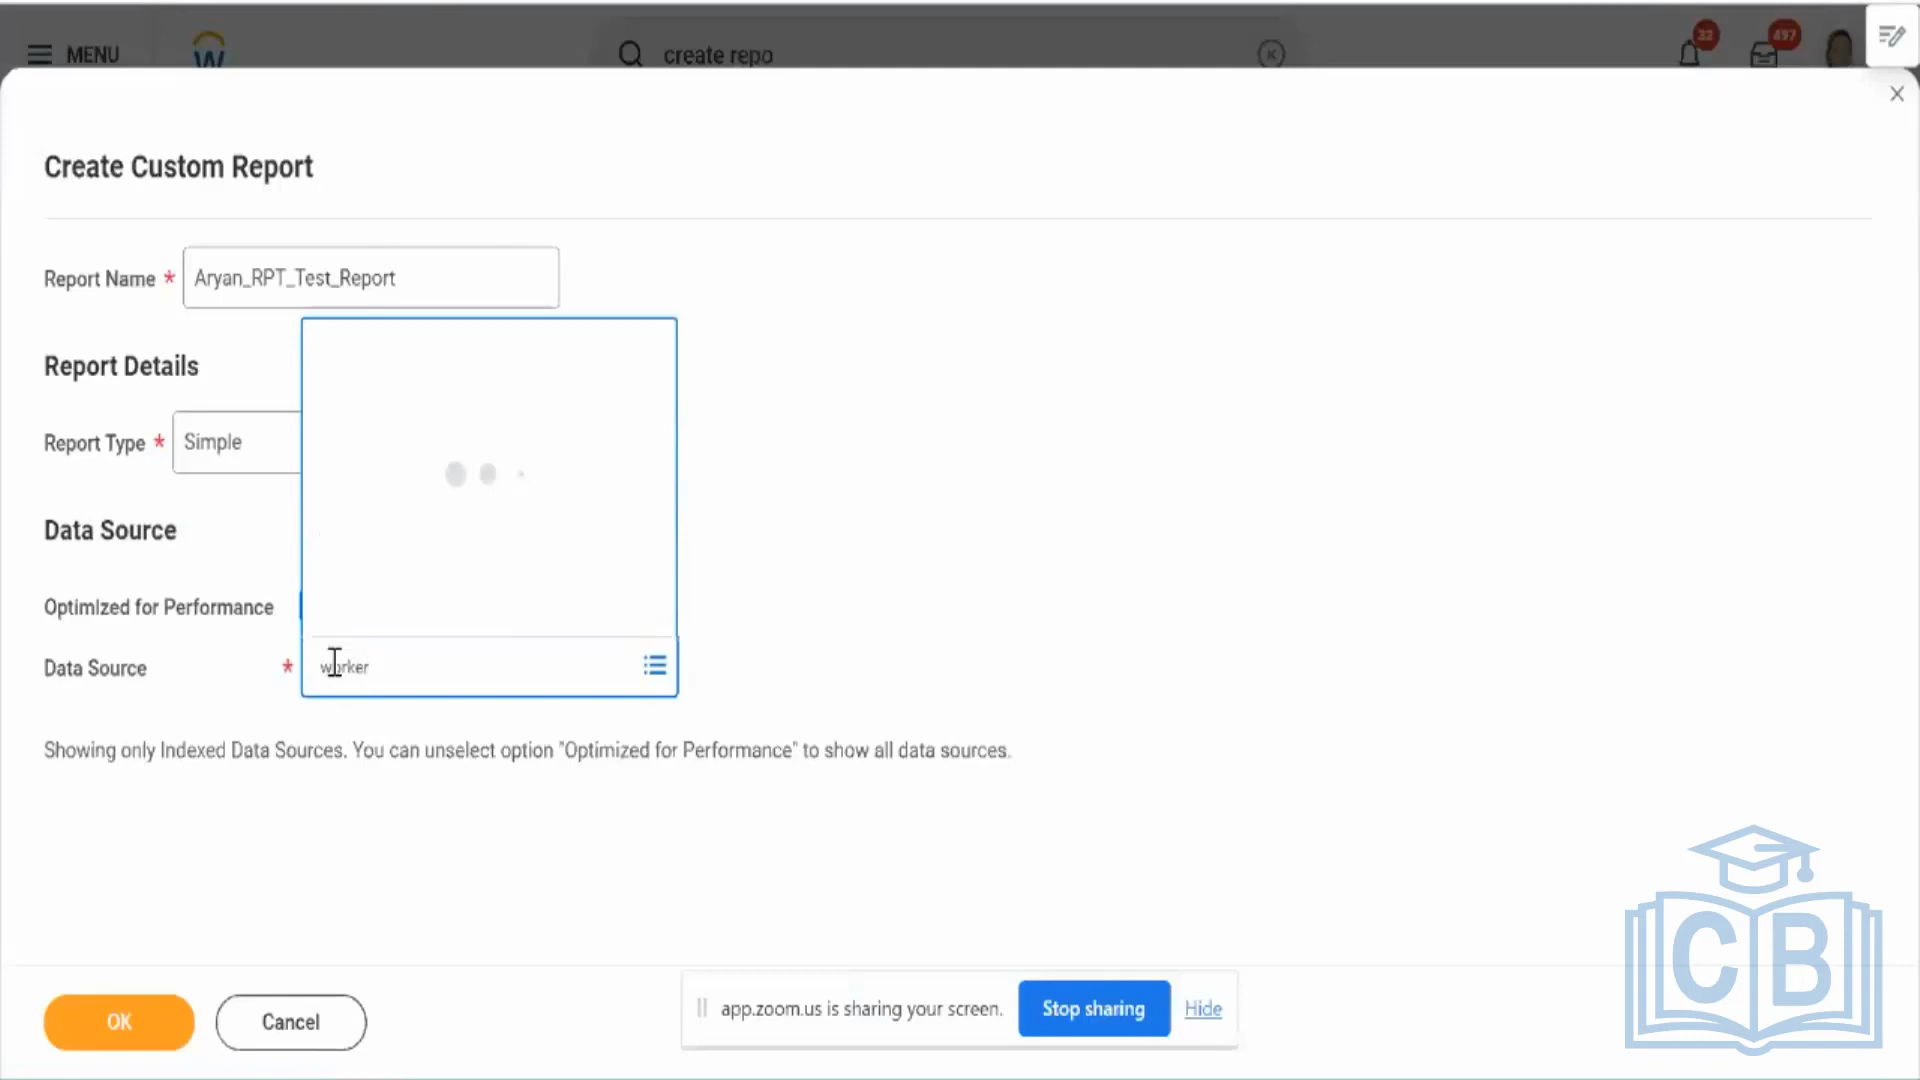 MENU
W
create repo
32
497
Create Custom Report
Report Name *
Aryan_RPT_Test_Report
Report Details
Report Type *
Simple
Data Source
Optimized for Performance
Data Source *
worker
Showing only Indexed Data Sources. You can unselect option "Optimized for Performance" to show all data sources.
OK
Cancel
app.zoom.us is sharing your screen.
Stop sharing
Hide
CB